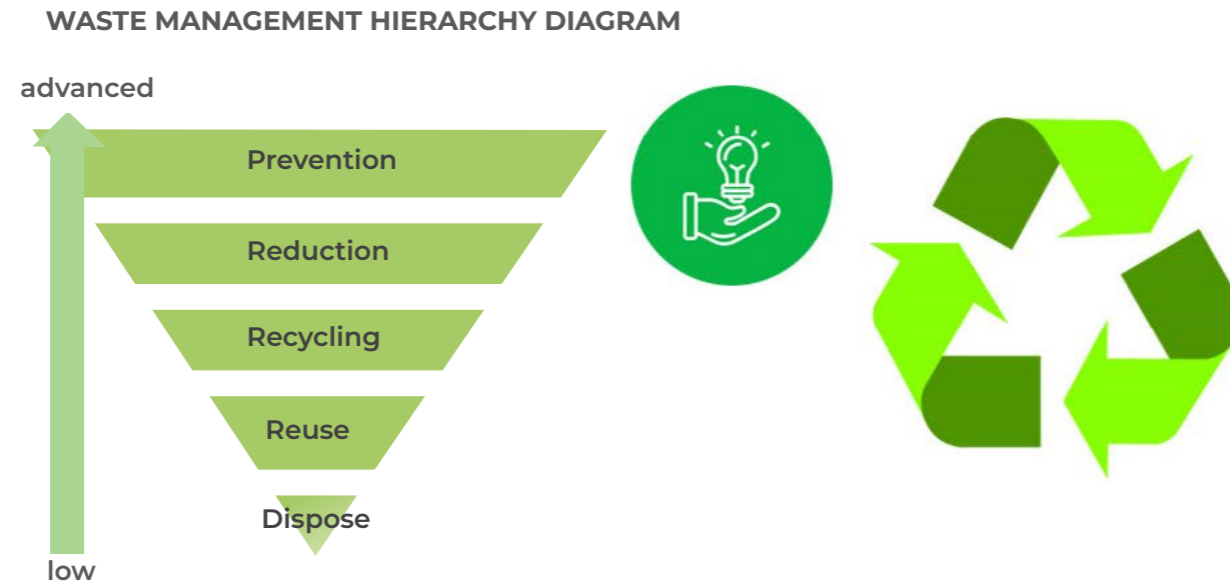 WASTE MANAGEMENT HIERARCHY DIAGRAM
advanced
Prevention
Reduction
Recycling
Reuse
Dispose
low